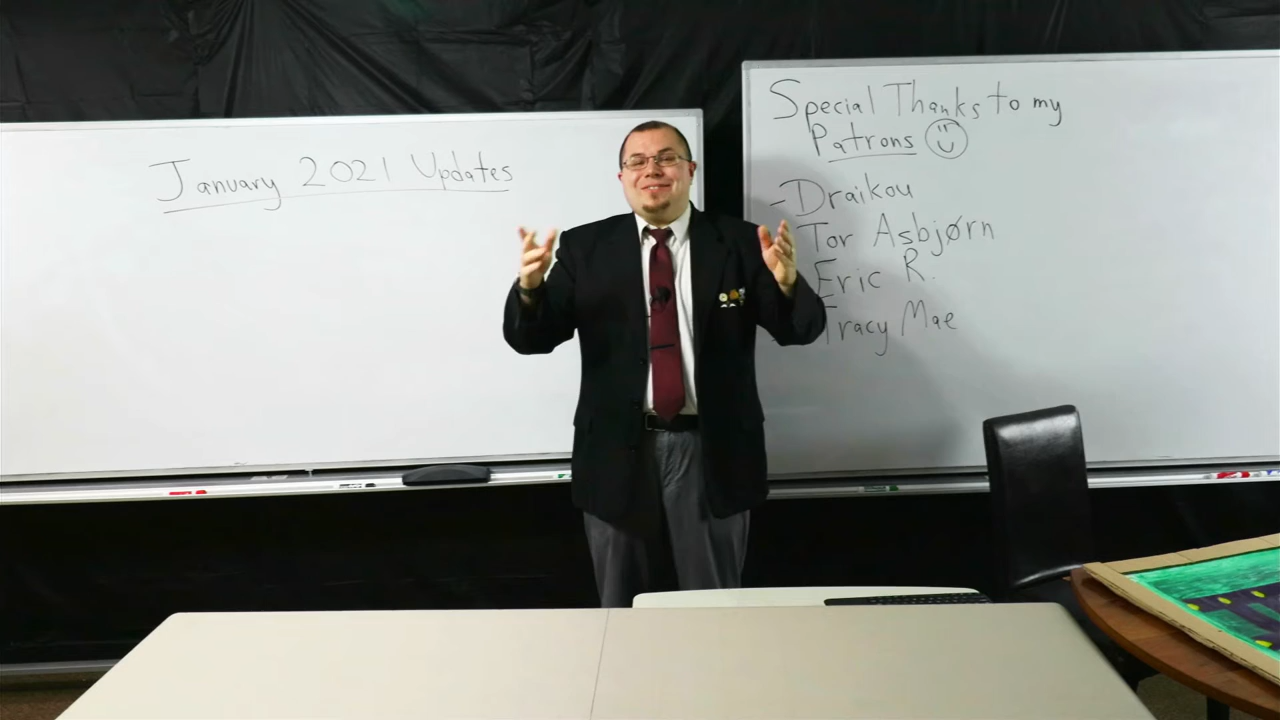 January 2021 Updates
Special Thanks to my
Patrons
- Draikou
Tor Asbjørn
Eric R.
Tracy Mae